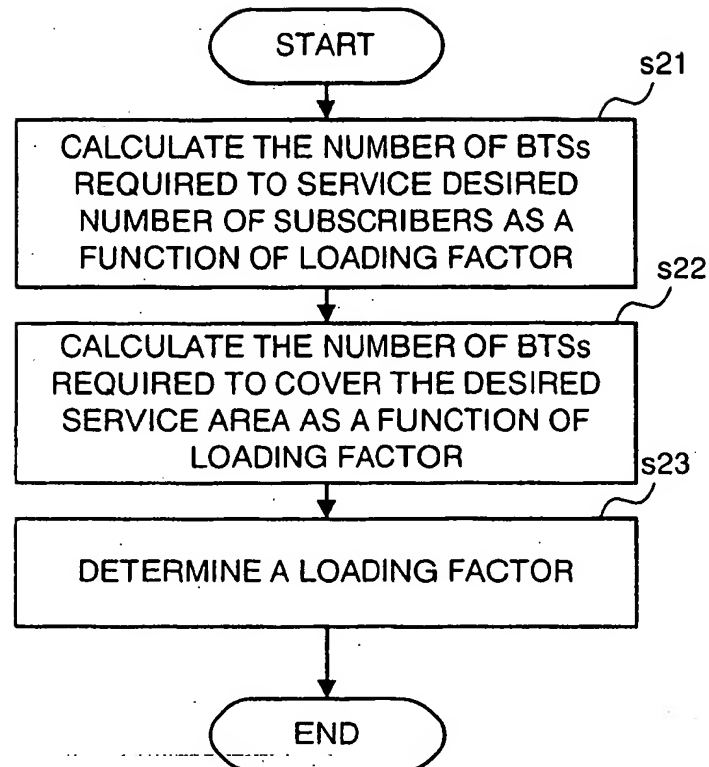 START
s21
CALCULATE THE NUMBER OF BTSs
REQUIRED TO SERVICE DESIRED
NUMBER OF SUBSCRIBERS AS A
FUNCTION OF LOADING FACTOR
s22
CALCULATE THE NUMBER OF BTSs
REQUIRED TO COVER THE DESIRED
SERVICE AREA AS A FUNCTION OF
LOADING FACTOR
s23
DETERMINE A LOADING FACTOR
END